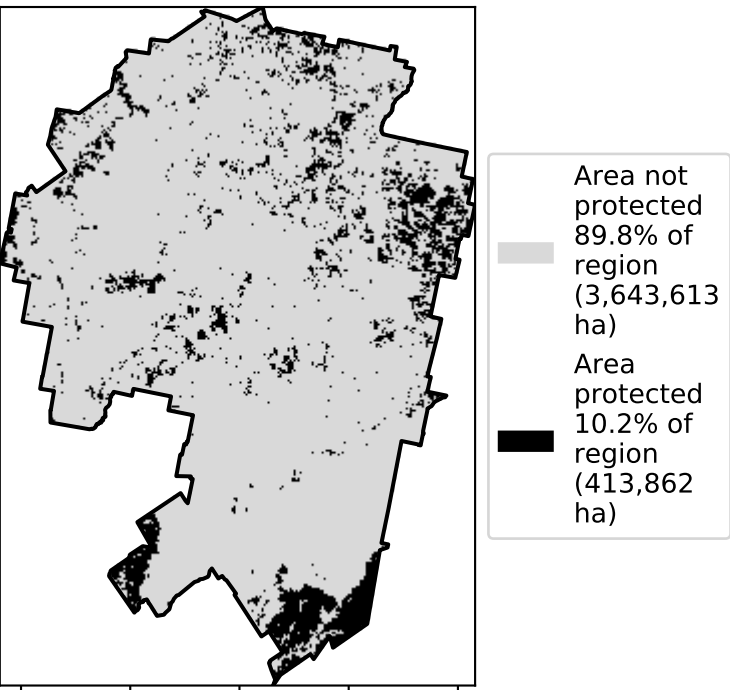 Area not
protected
89.8% of
region
(3,643,613
ha)
Area
protected
10.2% of
region
(413,862
ha)